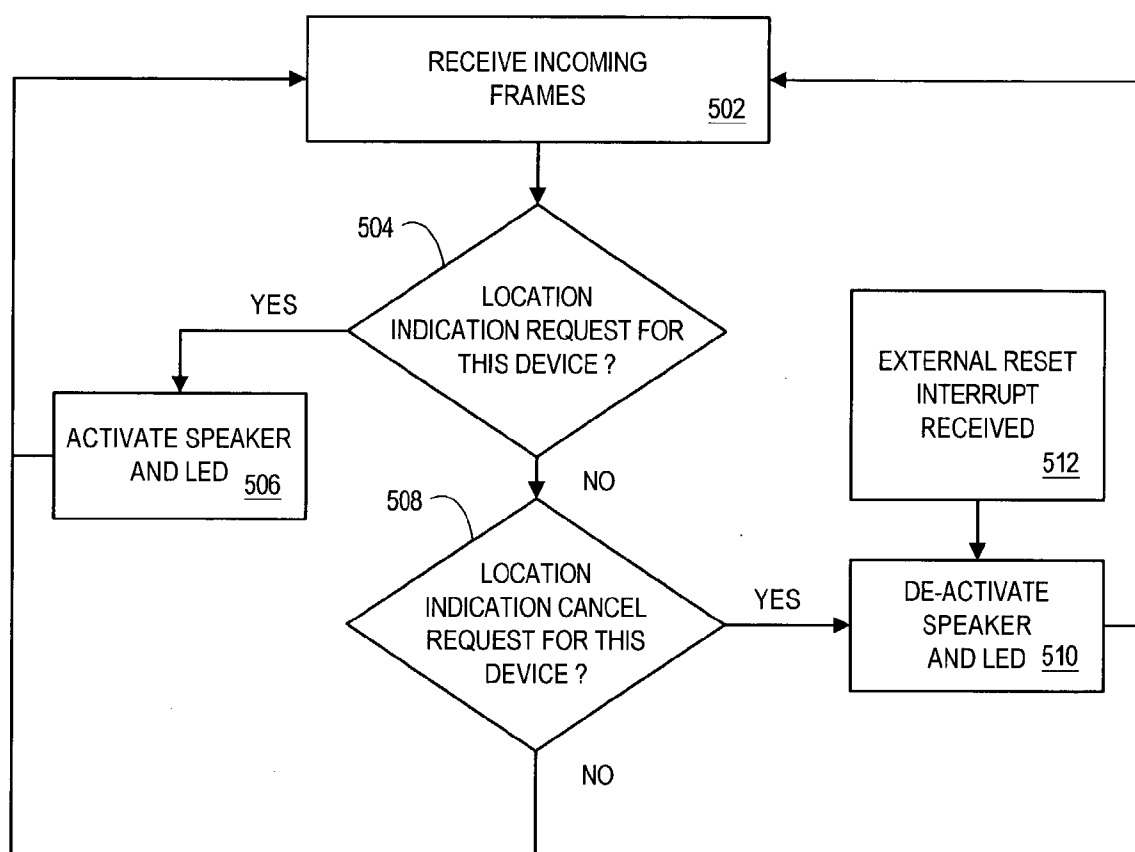 RECEIVE INCOMING
FRAMES
502
504
YES
LOCATION
INDICATION REQUEST FOR
THIS DEVICE ?
EXTERNAL RESET
INTERRUPT
RECEIVED
512
ACTIVATE SPEAKER
AND LED
506
NO
508
LOCATION
INDICATION CANCEL
REQUEST FOR THIS
DEVICE ?
YES
DE-ACTIVATE
SPEAKER
AND LED
510
NO